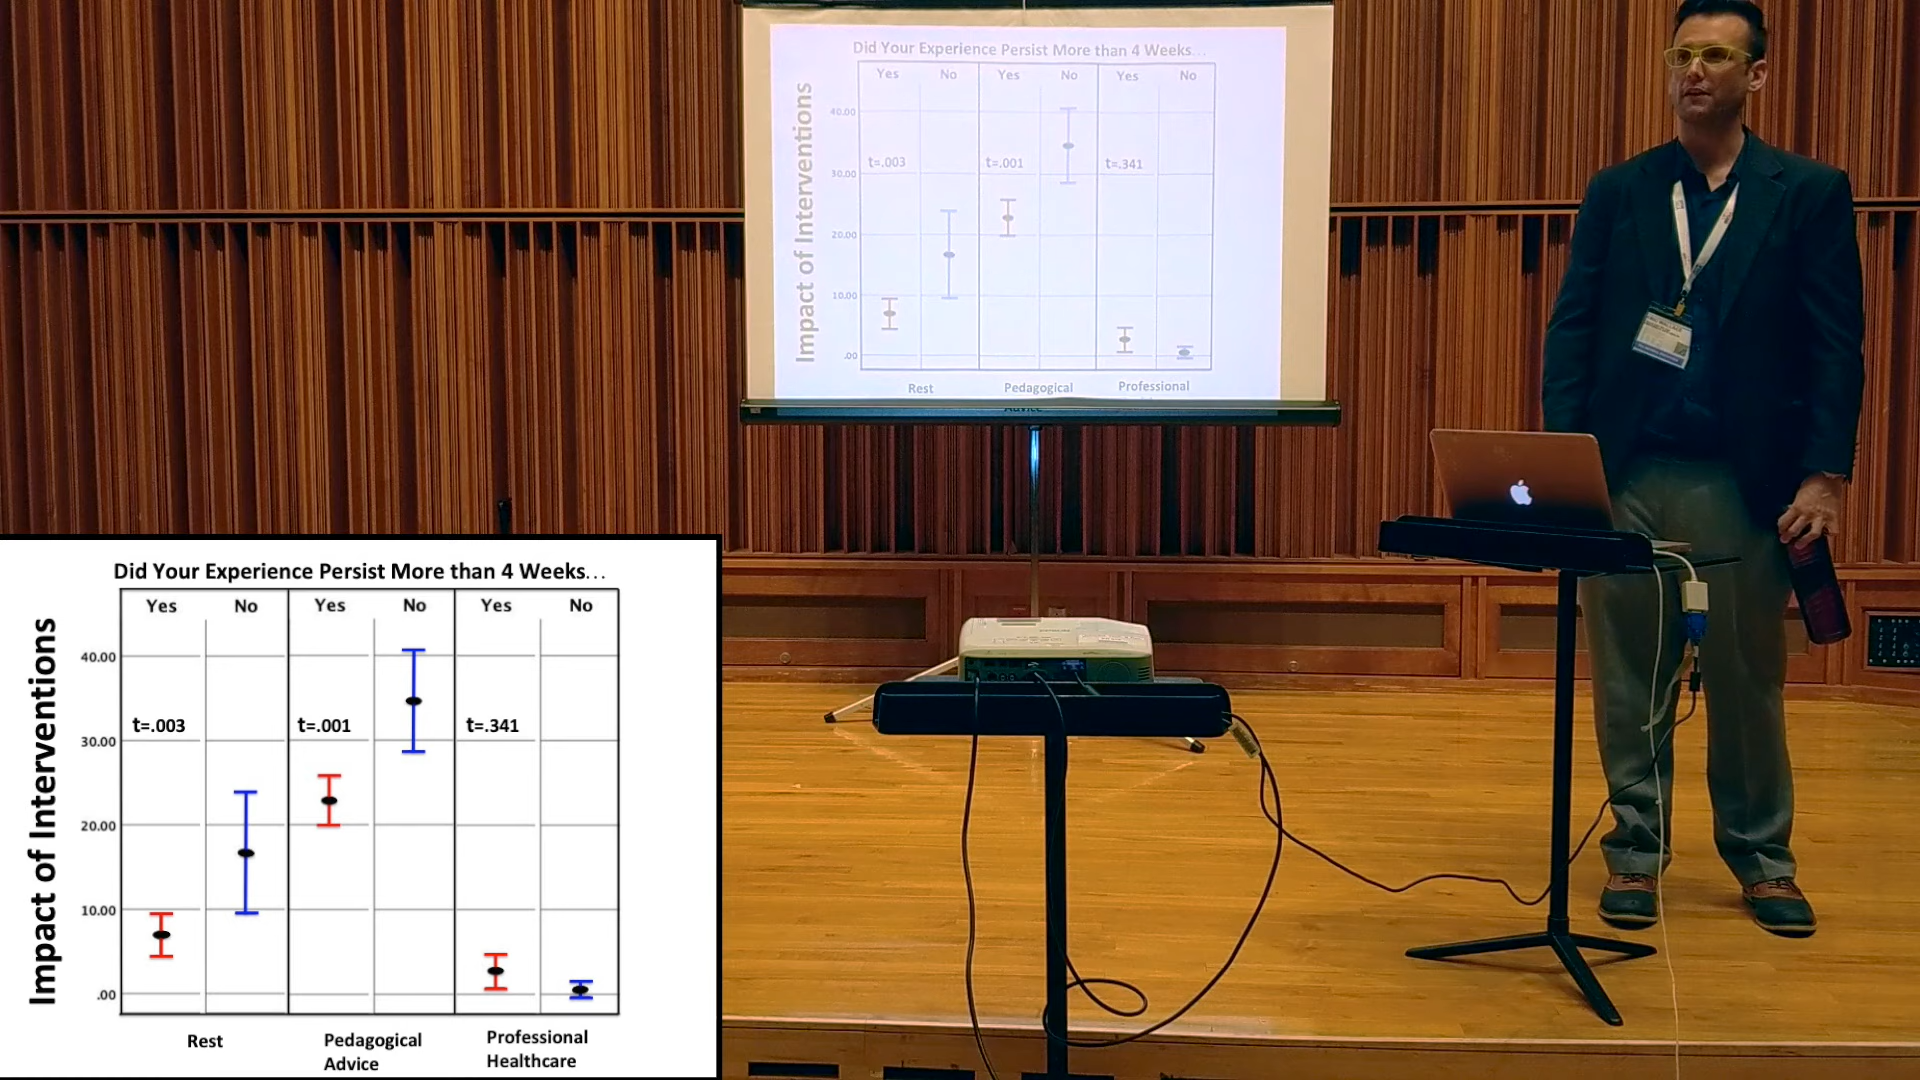 Did Your Experience Persist More than 4 Weeks...
Yes No Yes No Yes No
Impact of Interventions
40.00
t=.003 t=.001 t=.341
30.00
20.00
10.00
.00
Rest Pedagogical Professional
Advice
Did Your Experience Persist More than 4 Weeks...
Yes No Yes No Yes No
Impact of Interventions
40.00
t=.003 t=.001 t=.341
30.00
20.00
10.00
.00
Rest Pedagogical Professional
Advice Healthcare